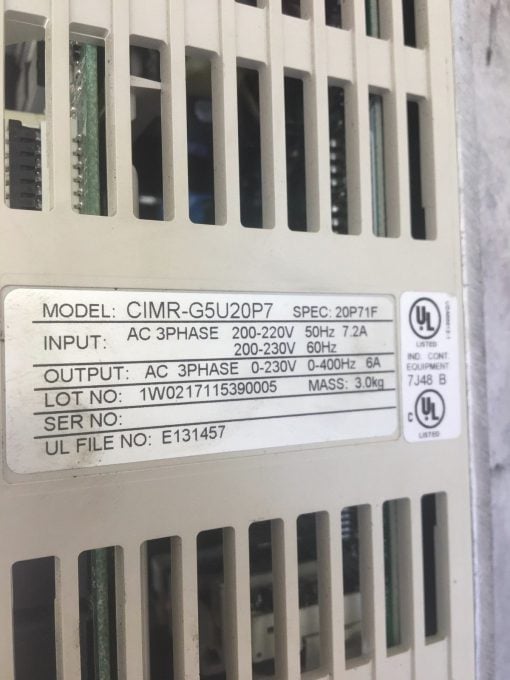 MODEL: CIMR-G5U20P7 SPEC: 20P71F
INPUT: AC 3PHASE 200-220V 50Hz 7.2A
200-230V 60Hz
OUTPUT: AC 3PHASE 0-230V 0-400Hz 6A
LOT NO: 1W0217115390005 MASS: 3.0kg
SER NO:
UL FILE NO: E131457
UL
LISTED
IND. CONT.
EQUIPMENT
7J48 B
C UL
LISTED